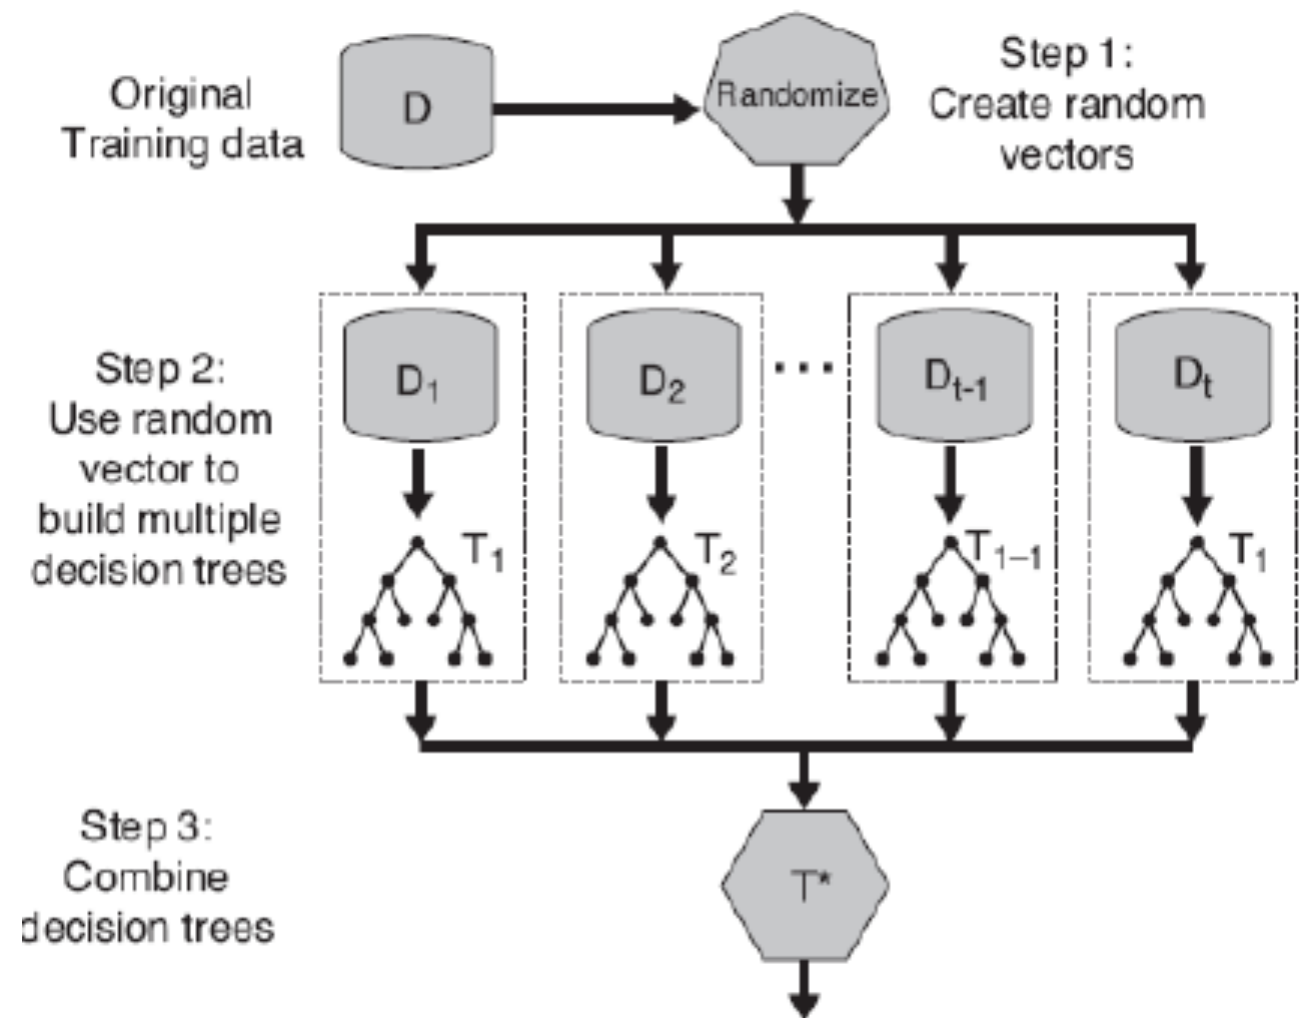 Original
Training data
D
Randomize
Step 1:
Create random
vectors
Step 2:
Use random
vector to
build multiple
decision trees
D1
D2
...
Dt-1
Dt
T1
T2
T1–1
T1
Step 3:
Combine
decision trees
T*